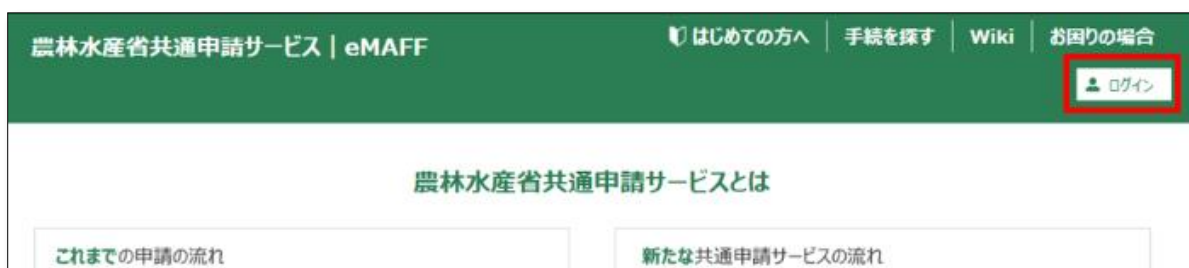 農林水産省共通申請サービス | eMAFF
はじめての方へ | 手続を探す | Wiki | お困りの場合
ログイン
農林水産省共通申請サービスとは
これまでの申請の流れ
新たな共通申請サービスの流れ